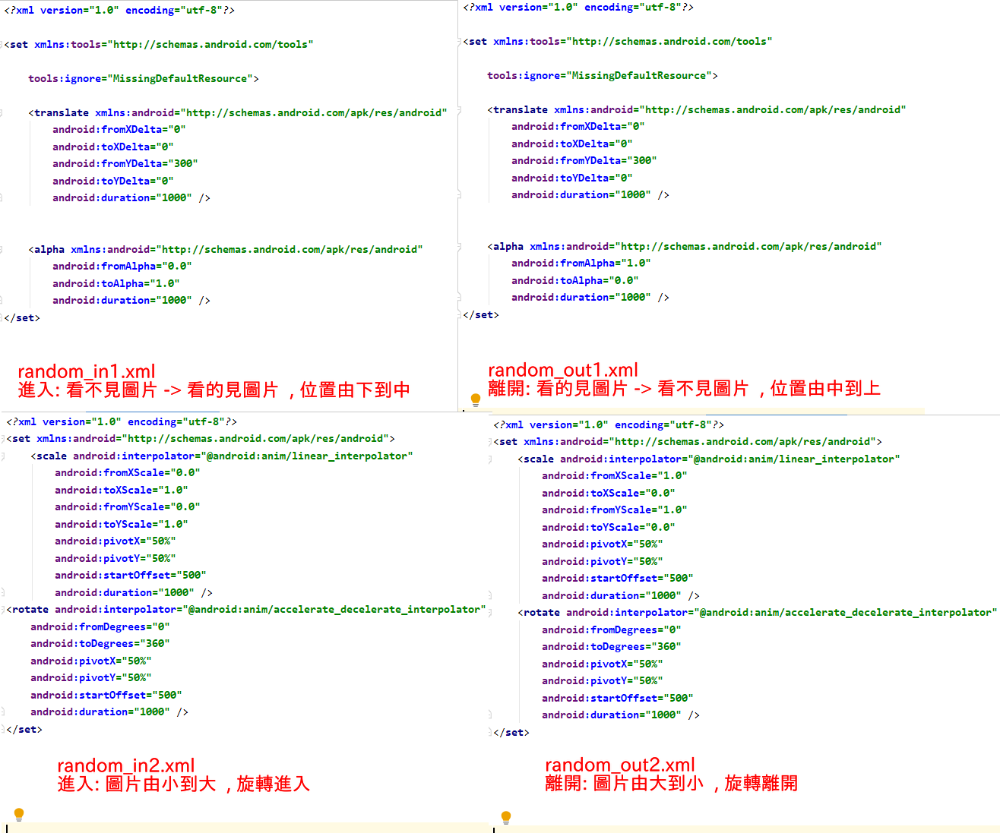 <?xml version="1.0" encoding="utf-8"?>
<set xmlns:tools="http://schemas.android.com/tools"
tools:ignore="MissingDefaultResource">
<translate xmlns:android="http://schemas.android.com/apk/res/android"
android:fromXDelta="0"
android:toXDelta="0"
android:fromYDelta="300"
android:toYDelta="0"
android:duration="1000" />
<alpha xmlns:android="http://schemas.android.com/apk/res/android"
android:fromAlpha="0.0"
android:toAlpha="1.0"
android:duration="1000" />
</set>
random_in1.xml
進入: 看不見圖片 -> 看的見圖片 , 位置由下到中
<?xml version="1.0" encoding="utf-8"?>
<set xmlns:tools="http://schemas.android.com/tools"
tools:ignore="MissingDefaultResource">
<translate xmlns:android="http://schemas.android.com/apk/res/android"
android:fromXDelta="0"
android:toXDelta="0"
android:fromYDelta="300"
android:toYDelta="0"
android:duration="1000" />
<alpha xmlns:android="http://schemas.android.com/apk/res/android"
android:fromAlpha="1.0"
android:toAlpha="0.0"
android:duration="1000" />
</set>
random_out1.xml
離開: 看的見圖片 -> 看不見圖片 , 位置由中到上
<?xml version="1.0" encoding="utf-8"?>
<set xmlns:android="http://schemas.android.com/apk/res/android">
<scale android:interpolator="@android:anim/linear_interpolator"
android:fromXScale="0.0"
android:toXScale="1.0"
android:fromYScale="0.0"
android:toYScale="1.0"
android:pivotX="50%"
android:pivotY="50%"
android:startOffset="500"
android:duration="1000" />
<rotate android:interpolator="@android:anim/accelerate_decelerate_interpolator"
android:fromDegrees="0"
android:toDegrees="360"
android:pivotX="50%"
android:pivotY="50%"
android:startOffset="500"
android:duration="1000" />
</set>
random_in2.xml
進入: 圖片由小到大 , 旋轉進入
<?xml version="1.0" encoding="utf-8"?>
<set xmlns:android="http://schemas.android.com/apk/res/android">
<scale android:interpolator="@android:anim/linear_interpolator"
android:fromXScale="1.0"
android:toXScale="0.0"
android:fromYScale="1.0"
android:toYScale="0.0"
android:pivotX="50%"
android:pivotY="50%"
android:startOffset="500"
android:duration="1000" />
<rotate android:interpolator="@android:anim/accelerate_decelerate_interpolator"
android:fromDegrees="0"
android:toDegrees="360"
android:pivotX="50%"
android:pivotY="50%"
android:startOffset="500"
android:duration="1000" />
</set>
random_out2.xml
離開: 圖片由大到小 , 旋轉離開